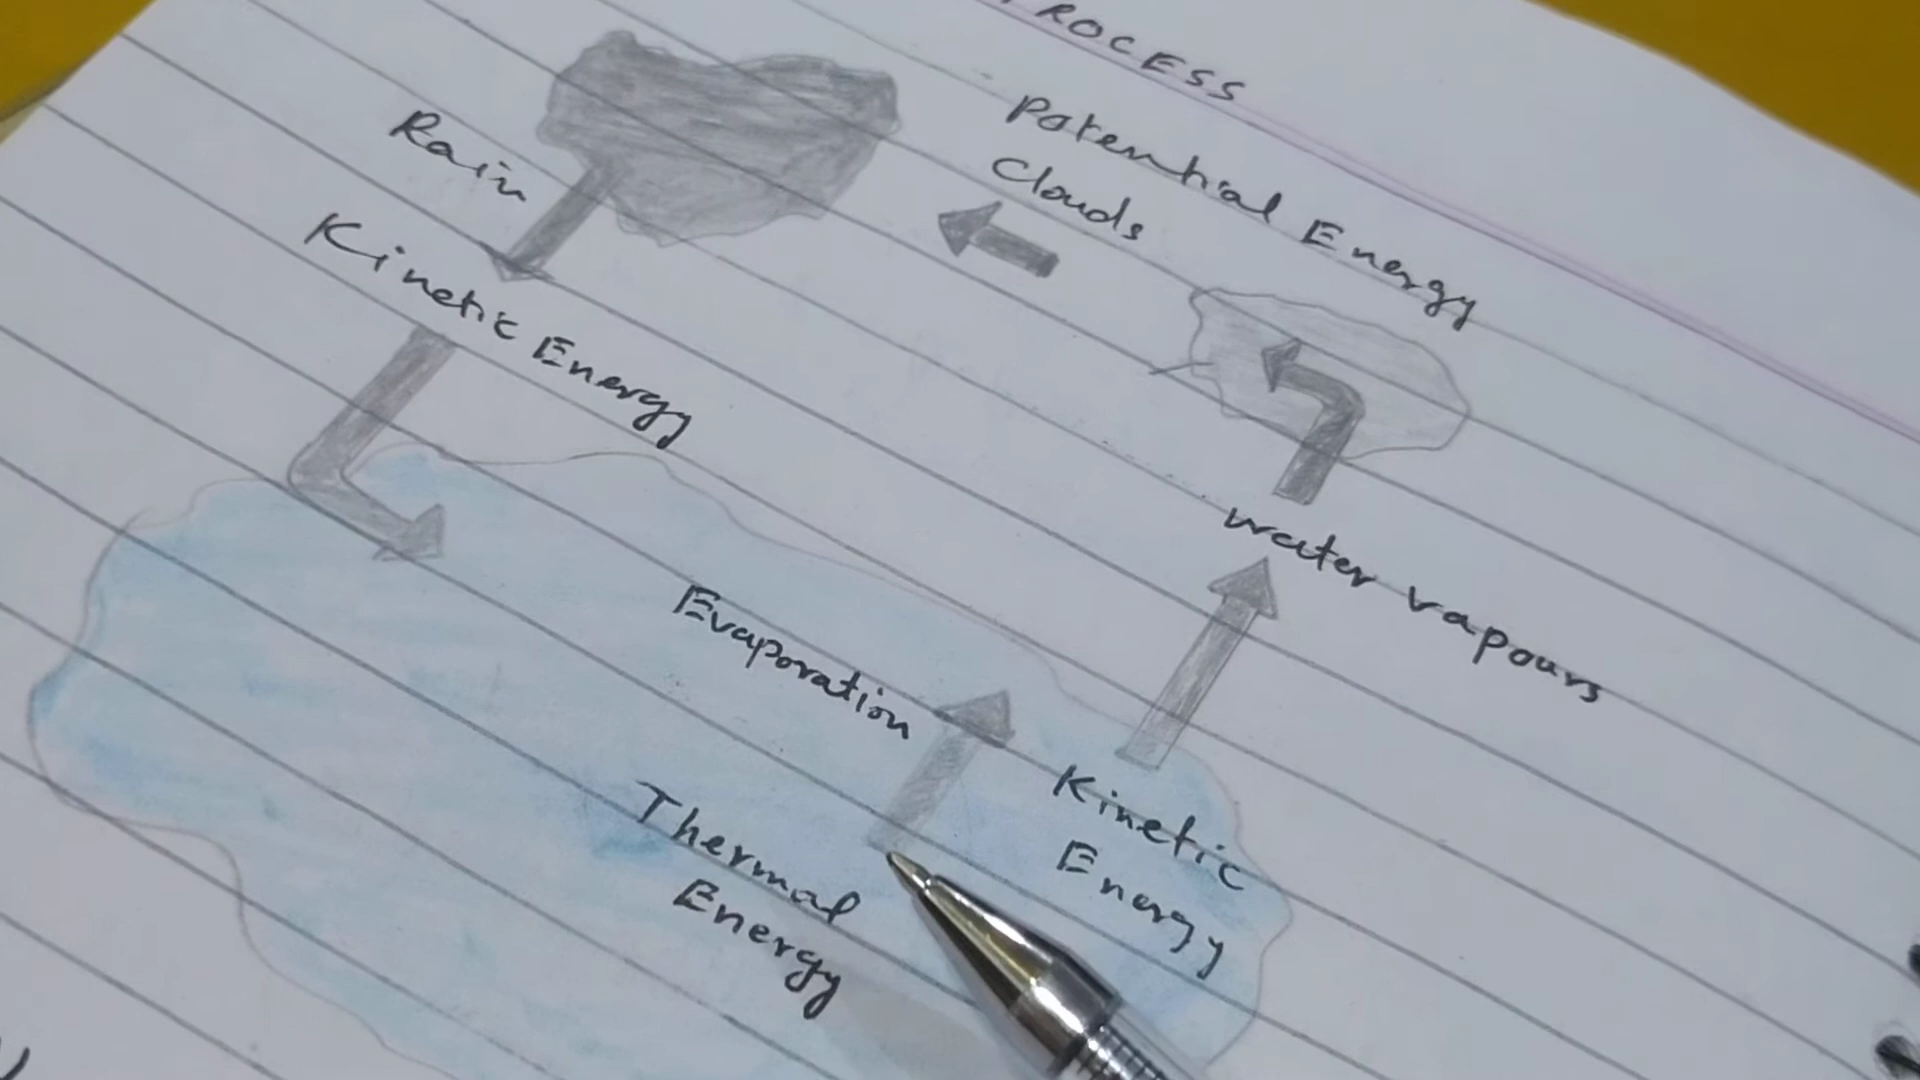 ROCESS
Potential Energy
Clouds
Rain
Kinetic Energy
water vapours
Evaporation
Thermal
Energy
Kinetic
Energy